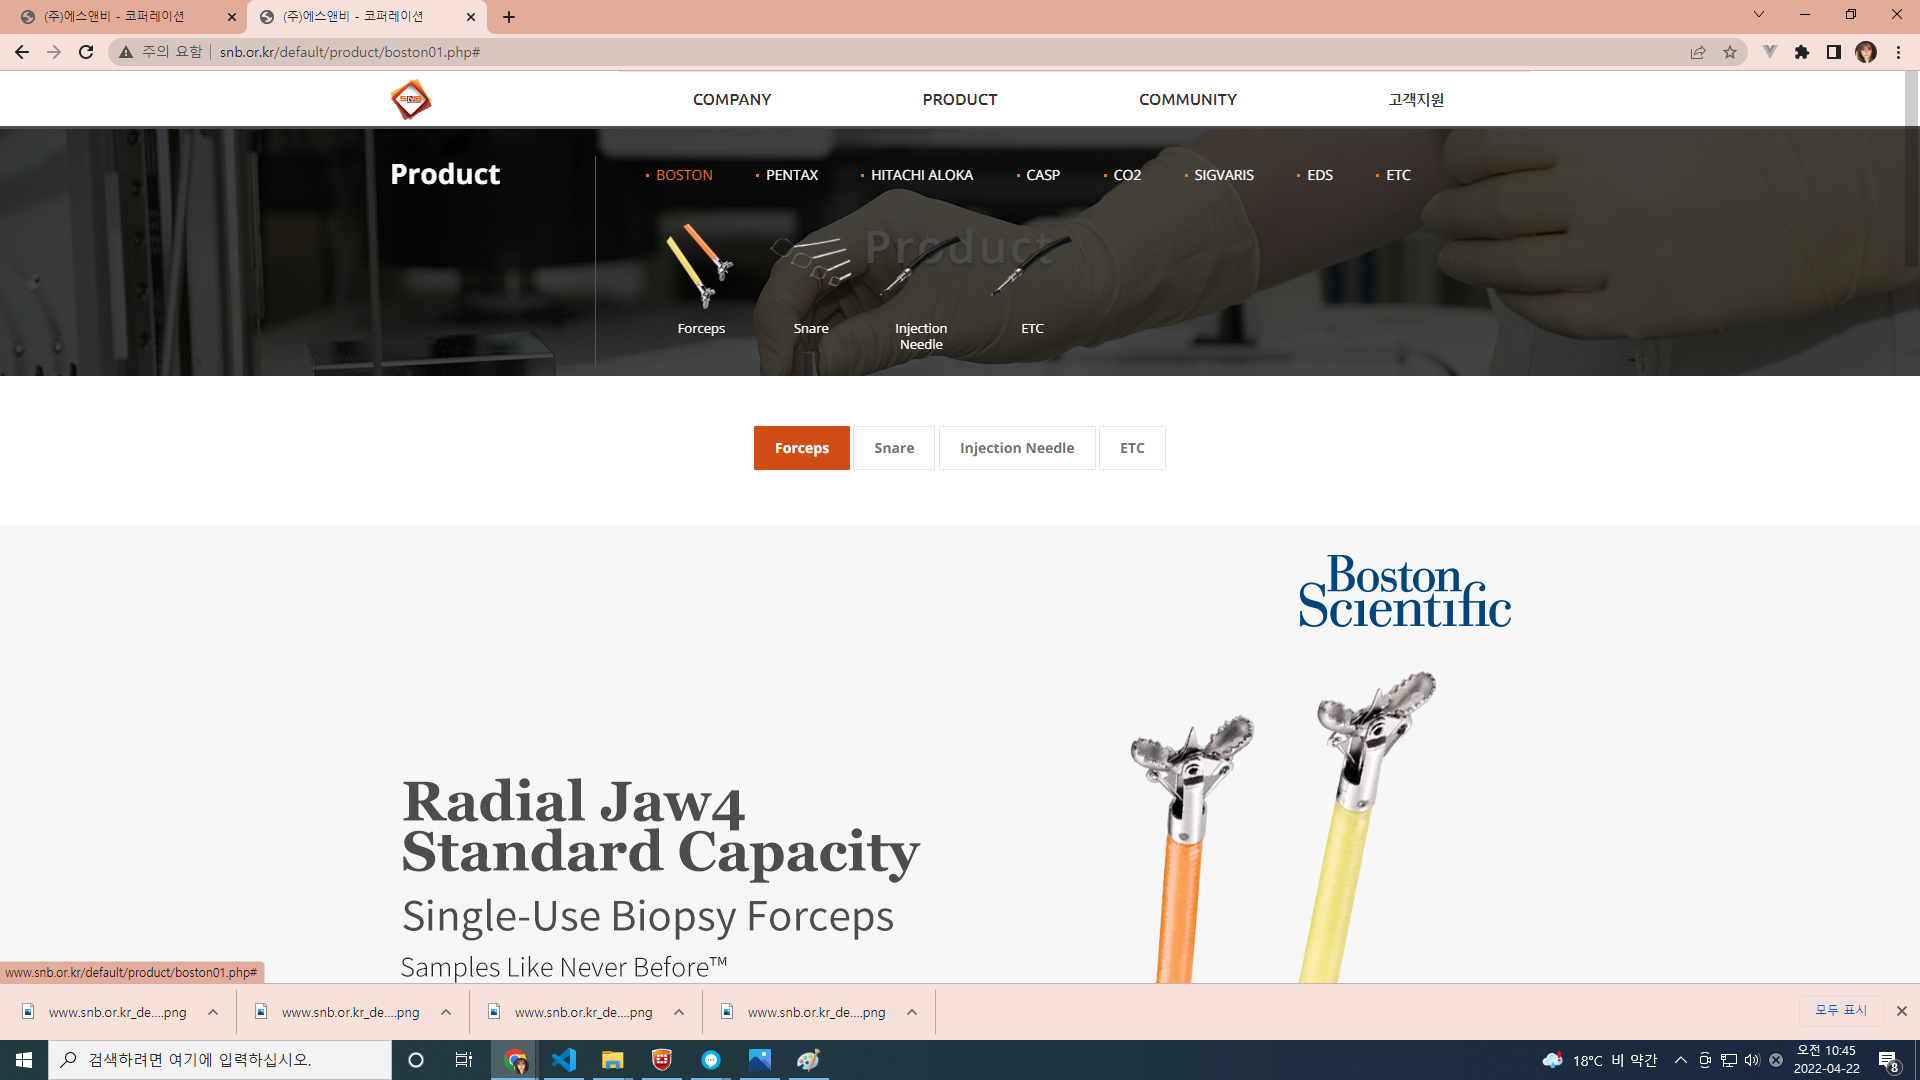 (주)에스앤비 - 코퍼레이션
(주)에스앤비 - 코퍼레이션
주의 요함
snb.or.kr/default/product/boston01.php#
SNB
COMPANY
PRODUCT
COMMUNITY
고객지원
Product
BOSTON
PENTAX
HITACHI ALOKA
CASP
CO2
SIGVARIS
EDS
ETC
Product
Forceps
Snare
Injection
Needle
ETC
Forceps
Snare
Injection Needle
ETC
Boston
Scientific
Radial Jaw4
Standard Capacity
Single-Use Biopsy Forceps
Samples Like Never Before™
www.snb.or.kr/default/product/boston01.php#
www.snb.or.kr_de....png
www.snb.or.kr_de....png
www.snb.or.kr_de....png
www.snb.or.kr_de....png
모두 표시
검색하려면 여기에 입력하십시오.
18°C 비 약간
오전 10:45
2022-04-22
8